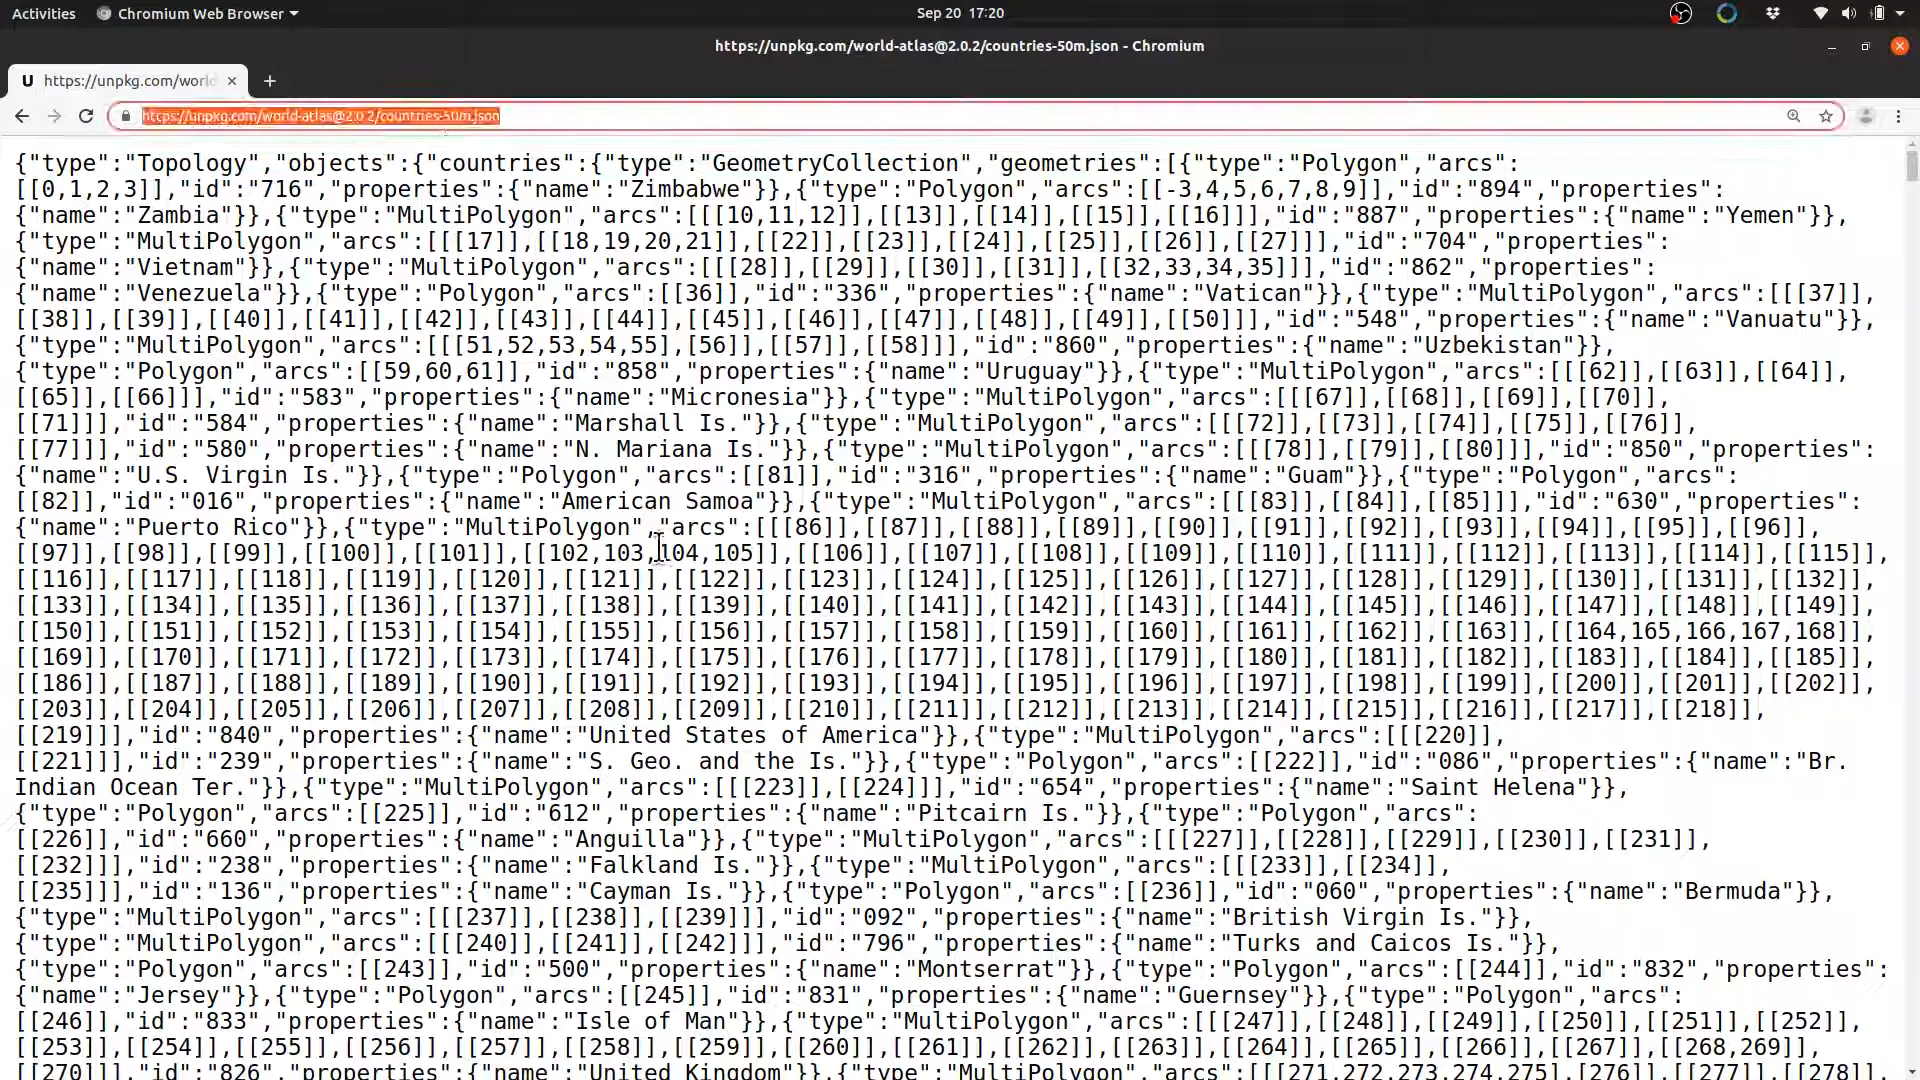 Activities
Chromium Web Browser
Sep 20 17:20
https://unpkg.com/world-atlas@2.0.2/countries-50m.json - Chromium
U https://unpkg.com/world
https://unpkg.com/world-atlas@2.0.2/countries-50m.json
{"type":"Topology","objects":{"countries":{"type":"GeometryCollection","geometries":[{"type":"Polygon","arcs":
[[0,1,2,3]],"id":"716","properties":{"name":"Zimbabwe"}},{"type":"Polygon","arcs":[[-3,4,5,6,7,8,9]],"id":"894","properties":
{"name":"Zambia"}},{"type":"MultiPolygon","arcs":[[[10,11,12]],[[13]],[[14]],[[15]],[[16]]],"id":"887","properties":{"name":"Yemen"}},
{"type":"MultiPolygon","arcs":[[[17]],[[18,19,20,21]],[[22]],[[23]],[[24]],[[25]],[[26]],[[27]]],"id":"704","properties":
{"name":"Vietnam"}},{"type":"MultiPolygon","arcs":[[[28]],[[29]],[[30]],[[31]],[[32,33,34,35]]],"id":"862","properties":
{"name":"Venezuela"}},{"type":"Polygon","arcs":[[36]],"id":"336","properties":{"name":"Vatican"}},{"type":"MultiPolygon","arcs":[[[37]],
[[38]],[[39]],[[40]],[[41]],[[42]],[[43]],[[44]],[[45]],[[46]],[[47]],[[48]],[[49]],[[50]]],"id":"548","properties":{"name":"Vanuatu"}},
{"type":"MultiPolygon","arcs":[[[51,52,53,54,55],[56]],[[57]],[[58]]],"id":"860","properties":{"name":"Uzbekistan"}},
{"type":"Polygon","arcs":[[59,60,61]],"id":"858","properties":{"name":"Uruguay"}},{"type":"MultiPolygon","arcs":[[[62]],[[63]],[[64]],
[[65]],[[66]]],"id":"583","properties":{"name":"Micronesia"}},{"type":"MultiPolygon","arcs":[[[67]],[[68]],[[69]],[[70]],
[[71]]],"id":"584","properties":{"name":"Marshall Is."}},{"type":"MultiPolygon","arcs":[[[72]],[[73]],[[74]],[[75]],[[76]],
[[77]]],"id":"580","properties":{"name":"N. Mariana Is."}},{"type":"MultiPolygon","arcs":[[[78]],[[79]],[[80]]],"id":"850","properties":
{"name":"U.S. Virgin Is."}},{"type":"Polygon","arcs":[[81]],"id":"316","properties":{"name":"Guam"}},{"type":"Polygon","arcs":
[[82]],"id":"016","properties":{"name":"American Samoa"}},{"type":"MultiPolygon","arcs":[[[83]],[[84]],[[85]]],"id":"630","properties":
{"name":"Puerto Rico"}},{"type":"MultiPolygon","arcs":[[[86]],[[87]],[[88]],[[89]],[[90]],[[91]],[[92]],[[93]],[[94]],[[95]],[[96]],
[[97]],[[98]],[[99]],[[100]],[[101]],[[102,103,104,105]],[[106]],[[107]],[[108]],[[109]],[[110]],[[111]],[[112]],[[113]],[[114]],[[115]],
[[116]],[[117]],[[118]],[[119]],[[120]],[[121]],[[122]],[[123]],[[124]],[[125]],[[126]],[[127]],[[128]],[[129]],[[130]],[[131]],[[132]],
[[133]],[[134]],[[135]],[[136]],[[137]],[[138]],[[139]],[[140]],[[141]],[[142]],[[143]],[[144]],[[145]],[[146]],[[147]],[[148]],[[149]],
[[150]],[[151]],[[152]],[[153]],[[154]],[[155]],[[156]],[[157]],[[158]],[[159]],[[160]],[[161]],[[162]],[[163]],[[164,165,166,167,168]],
[[169]],[[170]],[[171]],[[172]],[[173]],[[174]],[[175]],[[176]],[[177]],[[178]],[[179]],[[180]],[[181]],[[182]],[[183]],[[184]],[[185]],
[[186]],[[187]],[[188]],[[189]],[[190]],[[191]],[[192]],[[193]],[[194]],[[195]],[[196]],[[197]],[[198]],[[199]],[[200]],[[201]],[[202]],
[[203]],[[204]],[[205]],[[206]],[[207]],[[208]],[[209]],[[210]],[[211]],[[212]],[[213]],[[214]],[[215]],[[216]],[[217]],[[218]],
[[219]]],"id":"840","properties":{"name":"United States of America"}},{"type":"MultiPolygon","arcs":[[[220]],
[[221]]],"id":"239","properties":{"name":"S. Geo. and the Is."}},{"type":"Polygon","arcs":[[222]],"id":"086","properties":{"name":"Br.
Indian Ocean Ter."}},{"type":"MultiPolygon","arcs":[[[223]],[[224]]],"id":"654","properties":{"name":"Saint Helena"}},
{"type":"Polygon","arcs":[[225]],"id":"612","properties":{"name":"Pitcairn Is."}},{"type":"Polygon","arcs":
[[226]],"id":"660","properties":{"name":"Anguilla"}},{"type":"MultiPolygon","arcs":[[[227]],[[228]],[[229]],[[230]],[[231]],
[[232]]],"id":"238","properties":{"name":"Falkland Is."}},{"type":"MultiPolygon","arcs":[[[233]],[[234]],
[[235]]],"id":"136","properties":{"name":"Cayman Is."}},{"type":"Polygon","arcs":[[236]],"id":"060","properties":{"name":"Bermuda"}},
{"type":"MultiPolygon","arcs":[[[237]],[[238]],[[239]]],"id":"092","properties":{"name":"British Virgin Is."}},
{"type":"MultiPolygon","arcs":[[[240]],[[241]],[[242]]],"id":"796","properties":{"name":"Turks and Caicos Is."}},
{"type":"Polygon","arcs":[[243]],"id":"500","properties":{"name":"Montserrat"}},{"type":"Polygon","arcs":[[244]],"id":"832","properties":
{"name":"Jersey"}},{"type":"Polygon","arcs":[[245]],"id":"831","properties":{"name":"Guernsey"}},{"type":"Polygon","arcs":
[[246]],"id":"833","properties":{"name":"Isle of Man"}},{"type":"MultiPolygon","arcs":[[[247]],[[248]],[[249]],[[250]],[[251]],[[252]],
[[253]],[[254]],[[255]],[[256]],[[257]],[[258]],[[259]],[[260]],[[261]],[[262]],[[263]],[[264]],[[265]],[[266]],[[267]],[[268,269]],
[[270]]],"id":"826","properties":{"name":"United Kingdom"}},{"type":"MultiPolygon","arcs":[[[271,272,273,274,275],[276]],[[277]],[[278]],